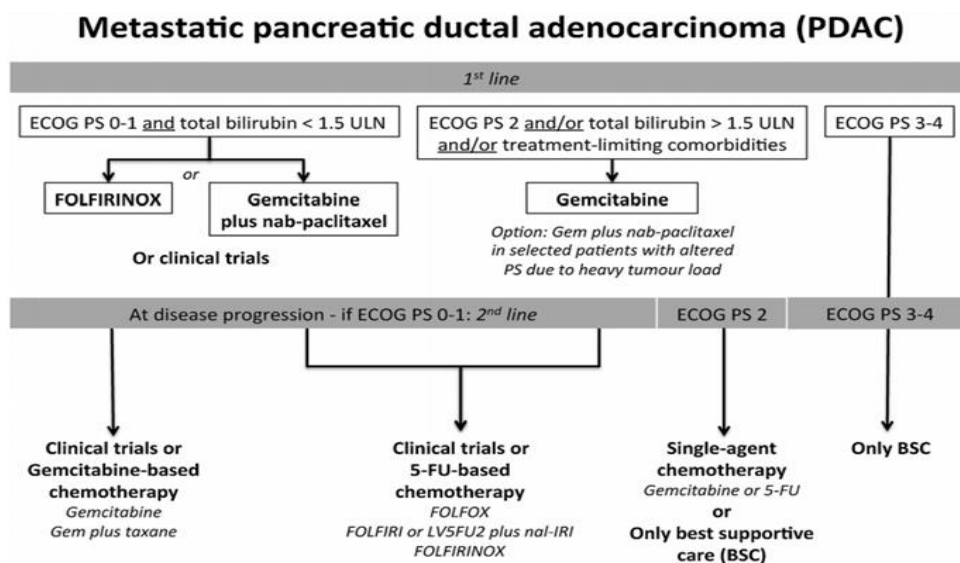 Metastatic pancreatic ductal adenocarcinoma (PDAC)
1st line
ECOG PS 0-1 and total bilirubin < 1.5 ULN
or
FOLFIRINOX
Gemcitabine
plus nab-paclitaxel
Or clinical trials
ECOG PS 2 and/or total bilirubin > 1.5 ULN
and/or treatment-limiting comorbidities
Gemcitabine
Option: Gem plus nab-paclitaxel
in selected patients with altered
PS due to heavy tumour load
ECOG PS 3-4
At disease progression - if ECOG PS 0-1: 2nd line
ECOG PS 2
ECOG PS 3-4
Clinical trials or
Gemcitabine-based
chemotherapy
Gemcitabine
Gem plus taxane
Clinical trials or
5-FU-based
chemotherapy
FOLFOX
FOLFIRI or LV5FU2 plus nal-IRI
FOLFIRINOX
Single-agent
chemotherapy
Gemcitabine or 5-FU
or
Only best supportive
care (BSC)
Only BSC